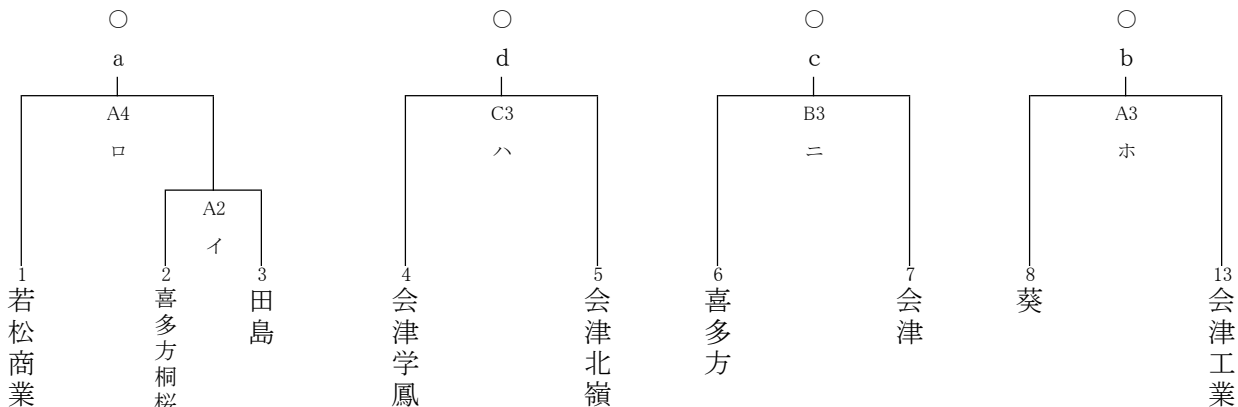 ○ ○ ○ ○
a d c b
A4 C3 B3 A3
ロ ハ ニ ホ
A2
イ
1 2 3 4 5 6 7 8 13
若松商業
喜多方桐桜
田島
会津学鳳
会津北嶺
喜多方
会津
葵
会津工業